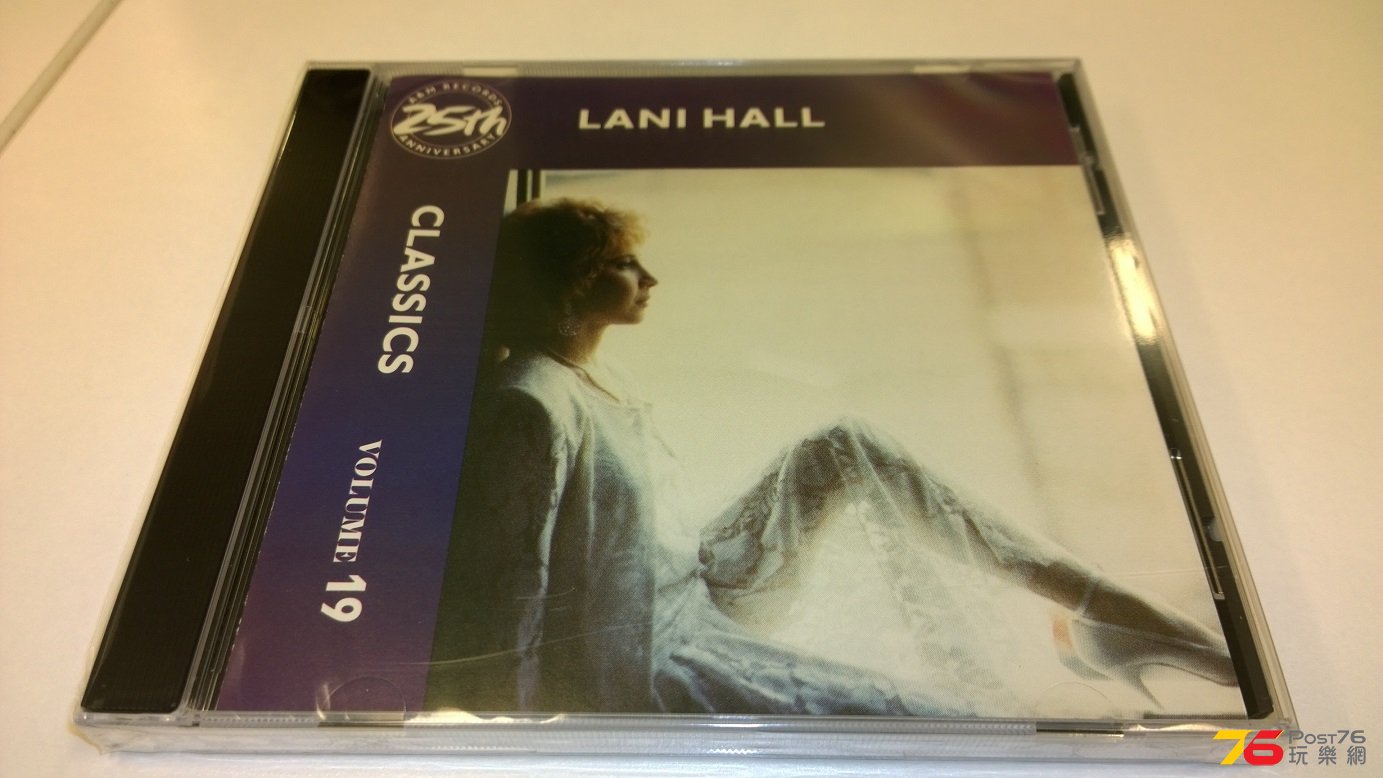 A&M RECORDS
25th
ANNIVERSARY
LANI HALL
CLASSICS
VOLUME 19
76 POST76
玩樂網